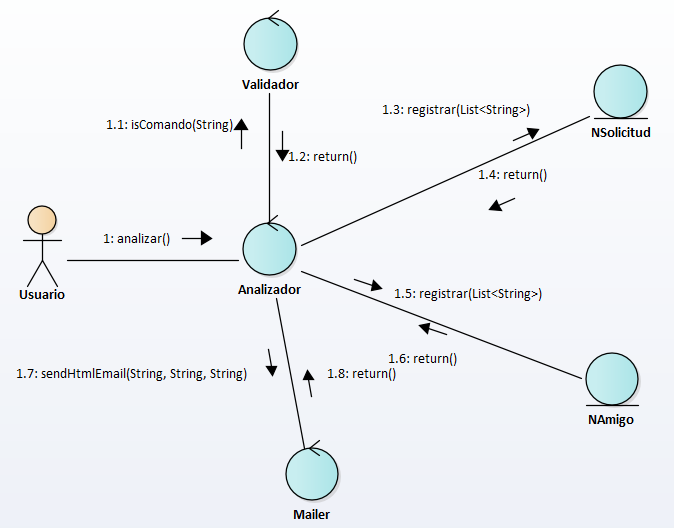 Validador
1.1: isComando(String)
1.2: return()
1.3: registrar(List<String>)
NSolicitud
1.4: return()
Usuario
1: analizar()
Analizador
1.5: registrar(List<String>)
1.6: return()
NAmigo
1.7: sendHtmlEmail(String, String, String)
1.8: return()
Mailer